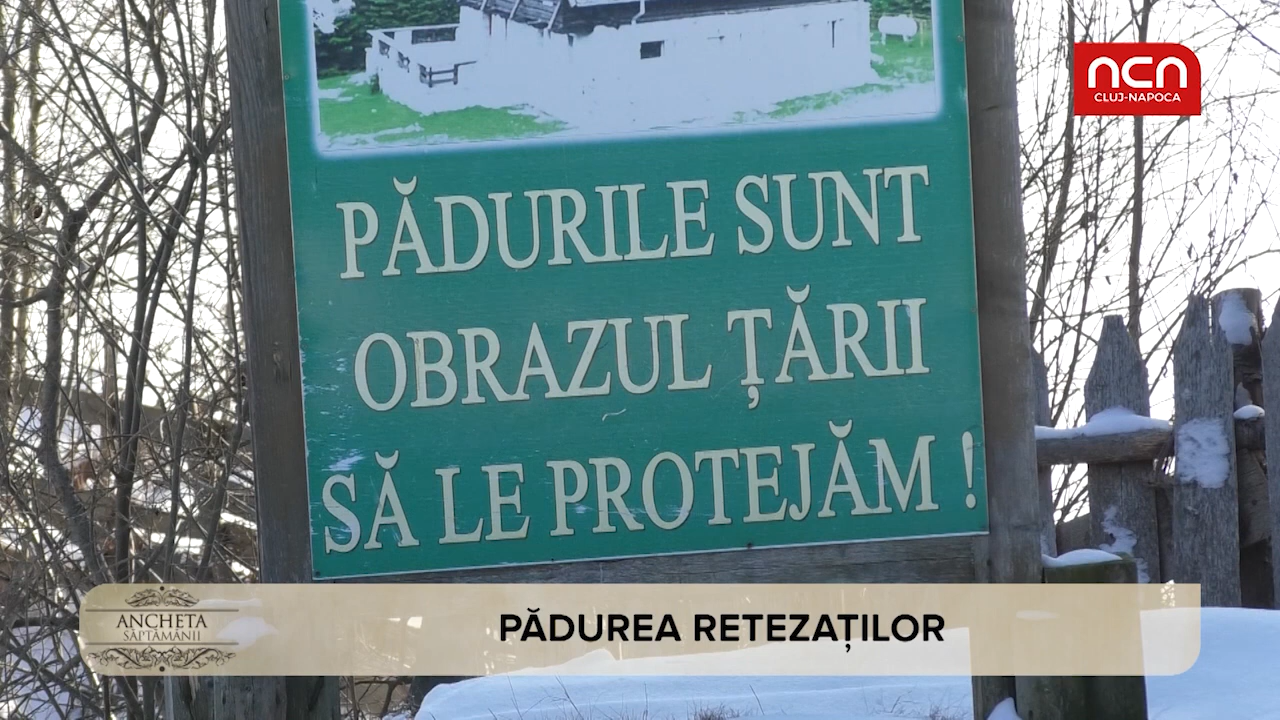 ncn
CLUJ-NAPOCA
PĂDURILE SUNT
OBRAZUL ȚĂRII
SĂ LE PROTEJĂM !
ANCHETA
SĂPTĂMÂNII
PĂDUREA RETEZAȚILOR